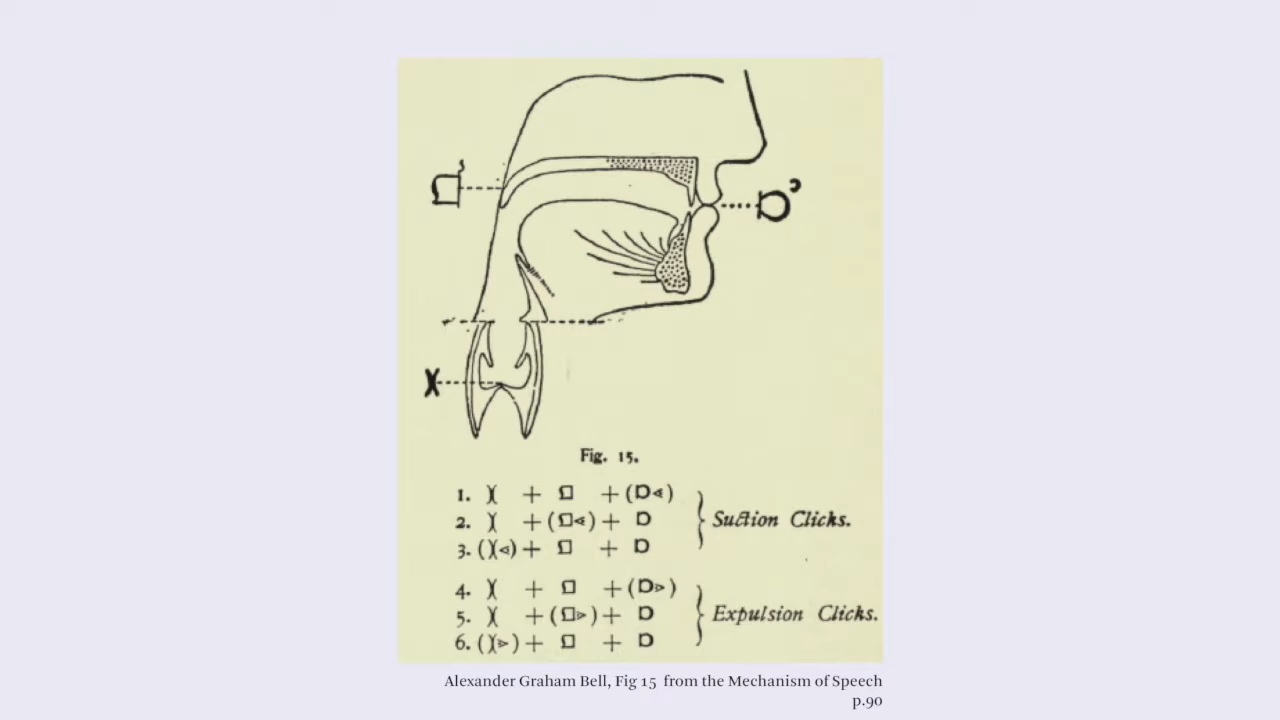 Fig. 15.
1. + + ( )
2. + ( ) +
3. ( ) + +
Suction Clicks.
4. + + ( )
5. + ( ) +
6. ( ) + +
Expulsion Clicks.
Alexander Graham Bell, Fig 15 from the Mechanism of Speech
p.90